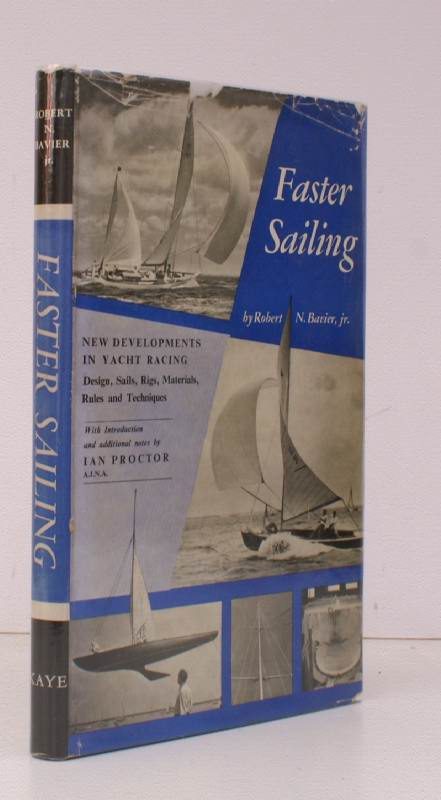 ROBERT
N.
BAVIER
jr.
FASTER SAILING
KAYE
Faster
Sailing
by Robert N. Bavier, jr.
NEW DEVELOPMENTS
IN YACHT RACING
Design, Sails, Rigs, Materials,
Rules and Techniques
With Introduction
and additional notes by
IAN PROCTOR
A.I.N.A.